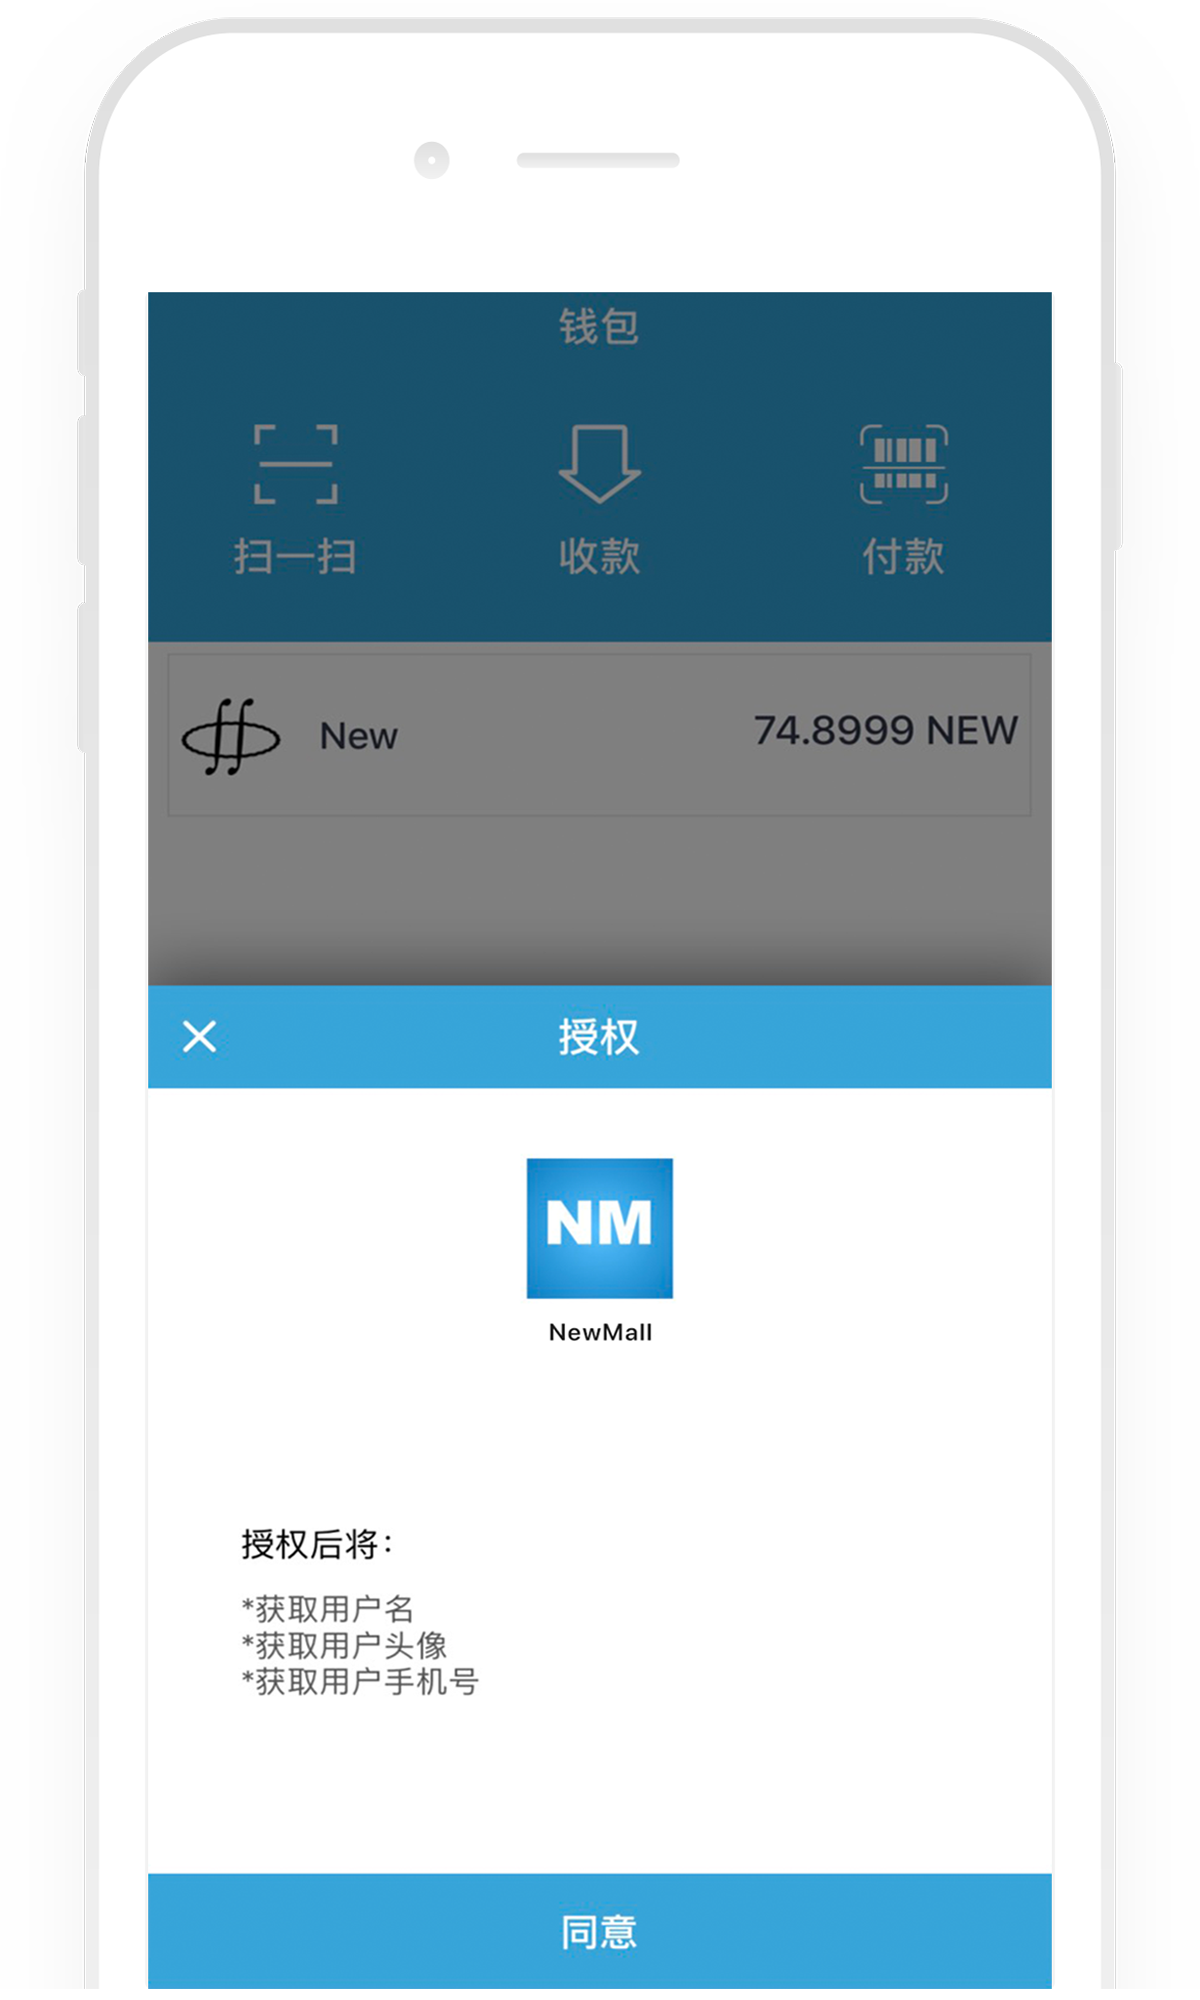 钱包
扫一扫 收款 付款
New 74.8999 NEW
授权
NM
NewMall
授权后将：
*获取用户名
*获取用户头像
*获取用户手机号
同意